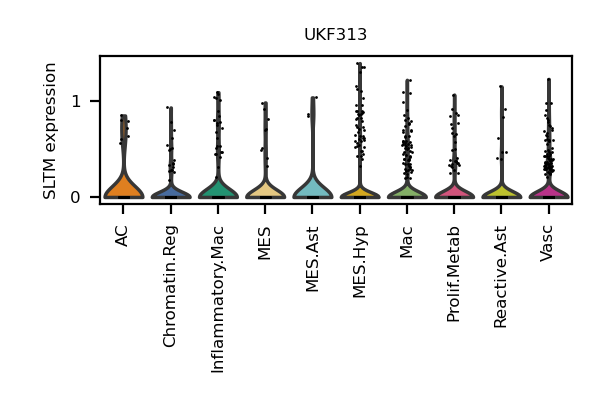 UKF313
SLTM expression
1
0
AC
Chromatin.Reg
Inflammatory.Mac
MES
MES.Ast
MES.Hyp
Mac
Prolif.Metab
Reactive.Ast
Vasc